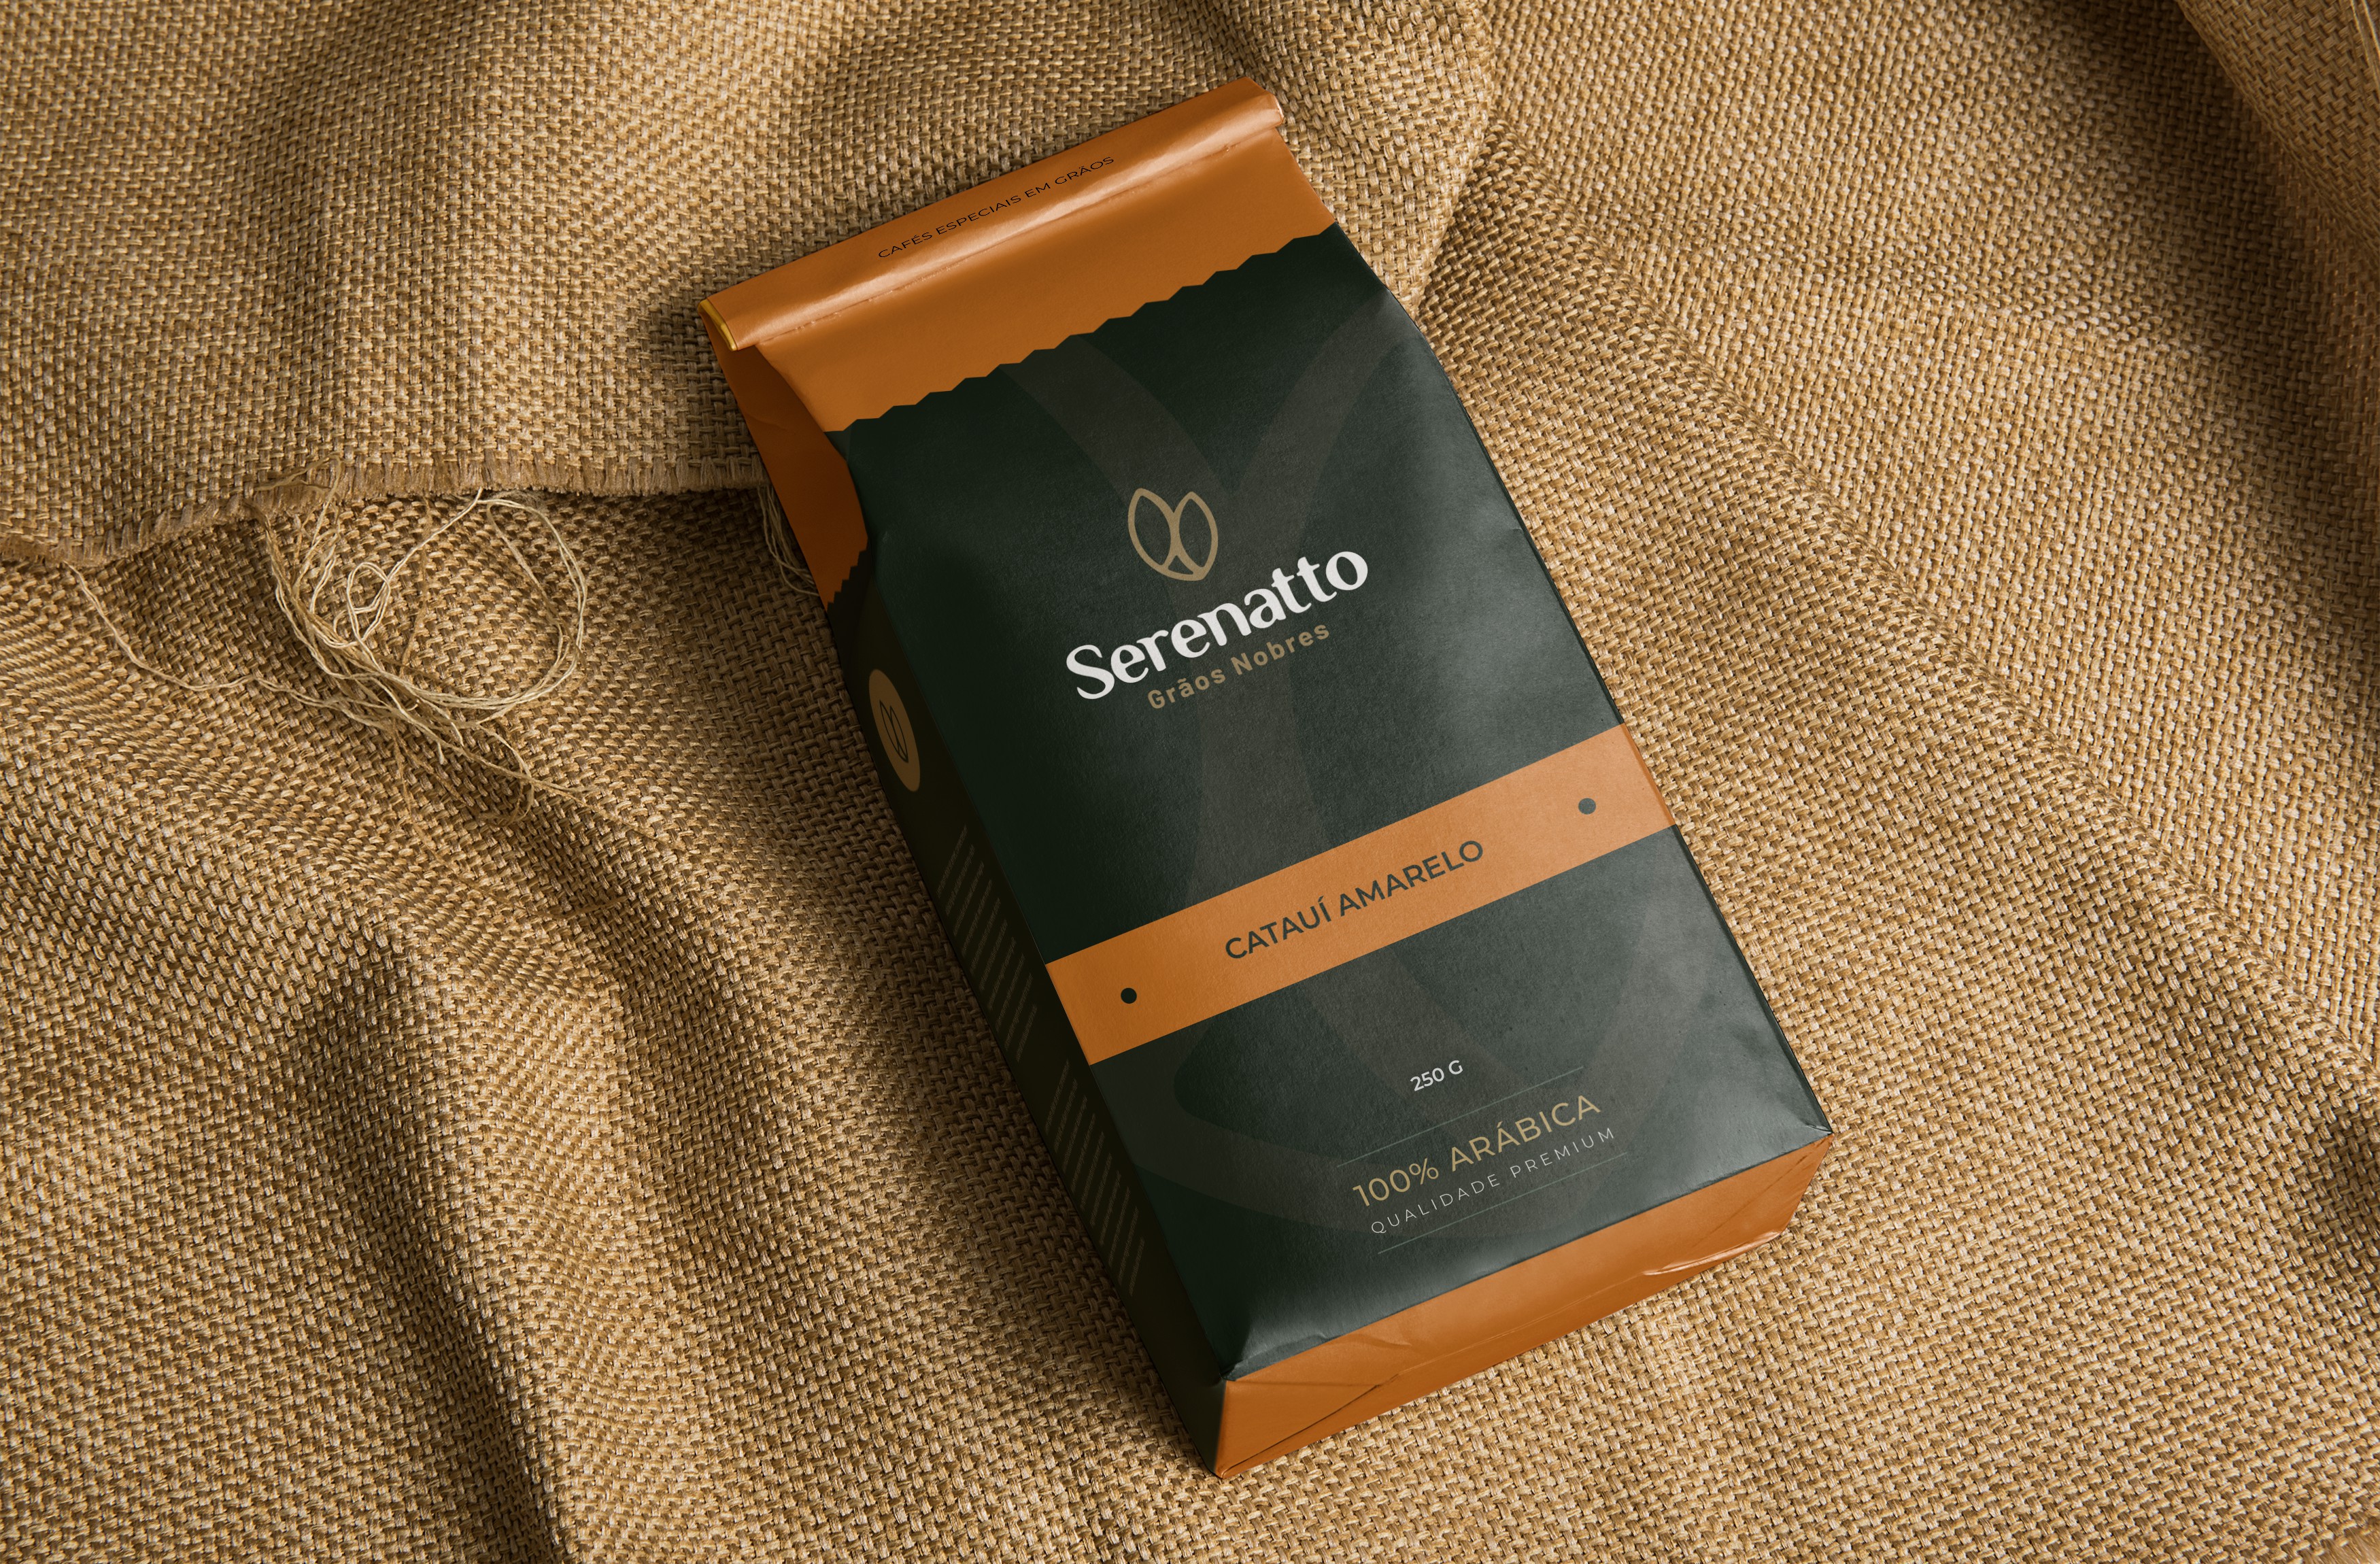 CAFÉS ESPECIAIS EM GRÃOS
Serenatto
Grãos Nobres
CATAUÍ AMARELO
250 G
100% ARÁBICA
QUALIDADE PREMIUM